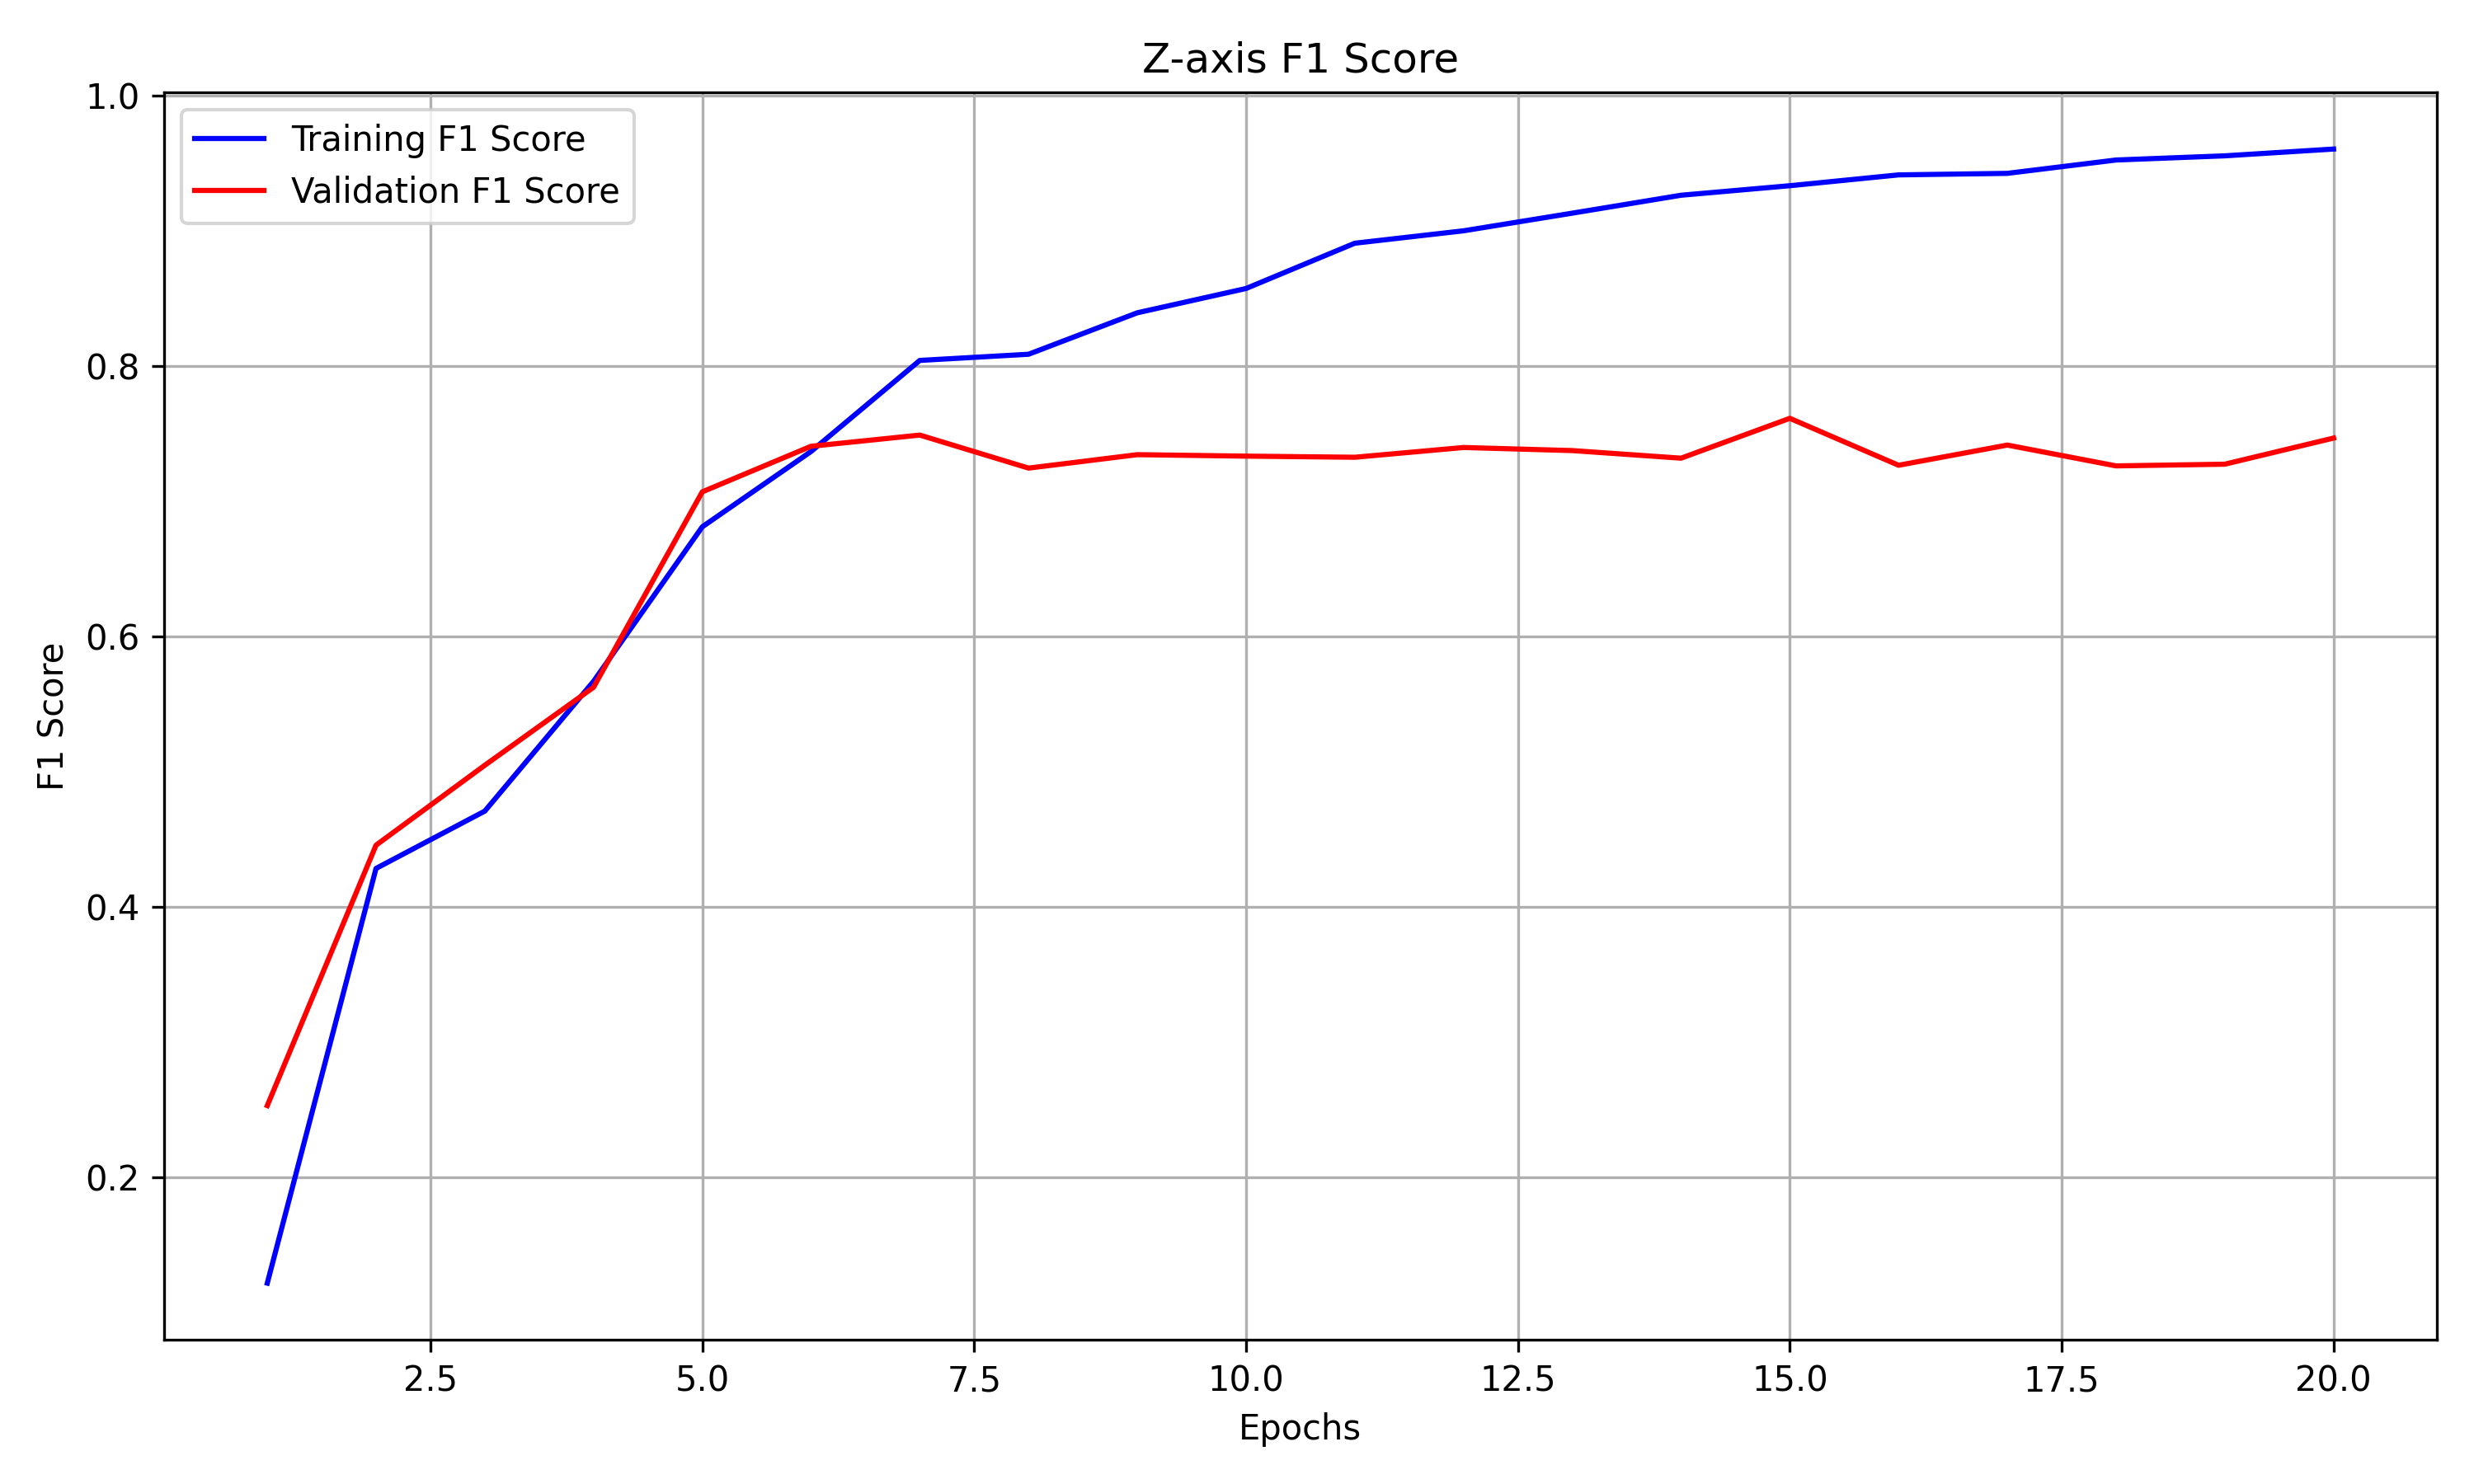 Z-axis F1 Score
Training F1 Score
Validation F1 Score
1.0
0.8
0.6
0.4
0.2
F1 Score
2.5 5.0 7.5 10.0 12.5 15.0 17.5 20.0
Epochs